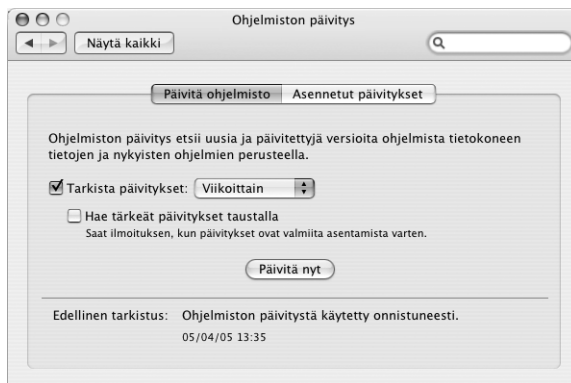 Ohjelmiston päivitys
Näytä kaikki
Päivitä ohjelmisto Asennetut päivitykset
Ohjelmiston päivitys etsii uusia ja päivitettyjä versioita ohjelmista tietokoneen
tietojen ja nykyisten ohjelmien perusteella.
Tarkista päivitykset: Viikoittain
Hae tärkeät päivitykset taustalla
Saat ilmoituksen, kun päivitykset ovat valmiita asentamista varten.
Päivitä nyt
Edellinen tarkistus: Ohjelmiston päivitystä käytetty onnistuneesti.
05/04/05 13:35